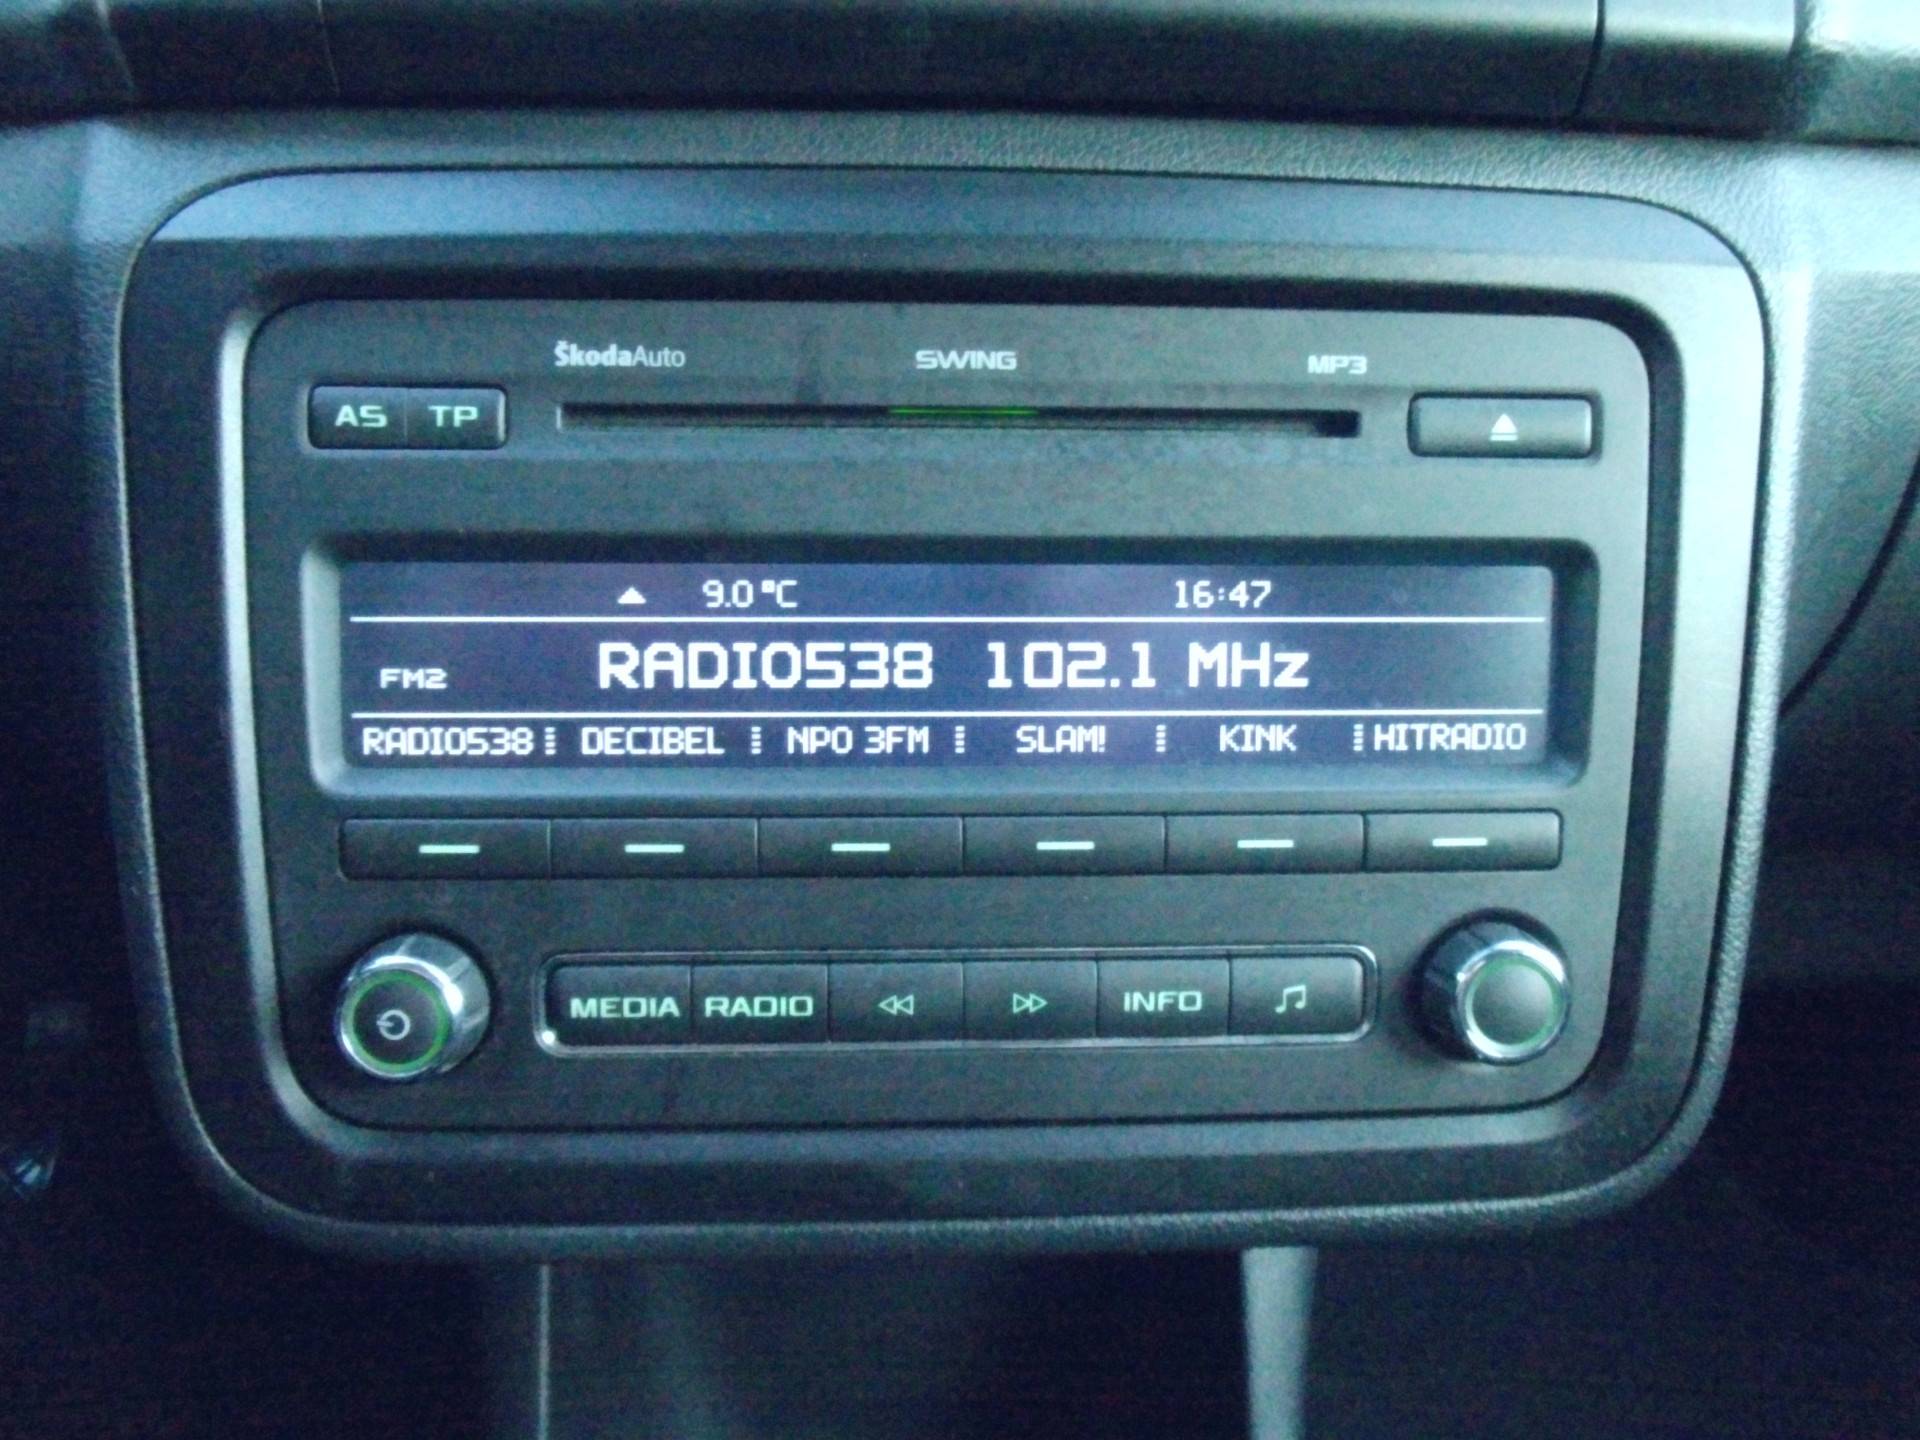 ŠkodaAuto SWING MP3
AS TP
9.0 °C 16:47
FM2 RADIO538 102.1 MHz
RADIO538 DECIBEL NPO 3FM SLAM! KINK HITRADIO
MEDIA RADIO INFO